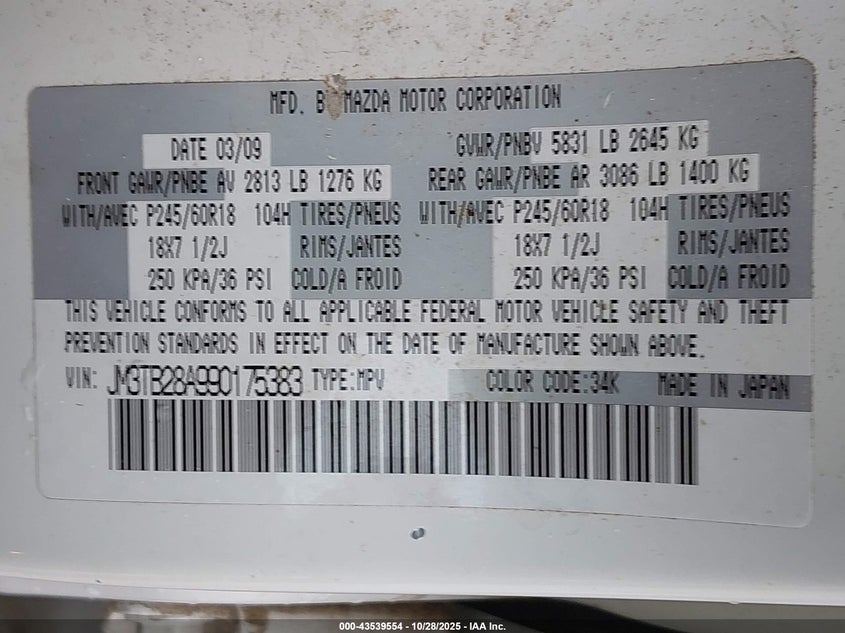 MFD. B MAZDA MOTOR CORPORATION
DATE 03/09 GVWR/PNBV 5831 LB 2645 KG
FRONT GAWR/PNBE AV 2813 LB 1276 KG REAR GAWR/PNBE AR 3086 LB 1400 KG
WITH/AVEC P245/60R18 104H TIRES/PNEUS WITH/AVEC P245/60R18 104H TIRES/PNEUS
18X7 1/2J RIMS/JANTES 18X7 1/2J RIMS/JANTES
250 KPA/36 PSI COLD/A FROID 250 KPA/36 PSI COLD/A FROID
THIS VEHICLE CONFORMS TO ALL APPLICABLE FEDERAL MOTOR VEHICLE SAFETY AND THEFT
PREVENTION STANDARDS IN EFFECT ON THE DATE OF MANUFACTURE SHOWN ABOVE.
VIN: JM3TB28A990175383 TYPE:MPV COLOR CODE:34K MADE IN JAPAN
000-43539554 • 10/28/2025 - IAA Inc.